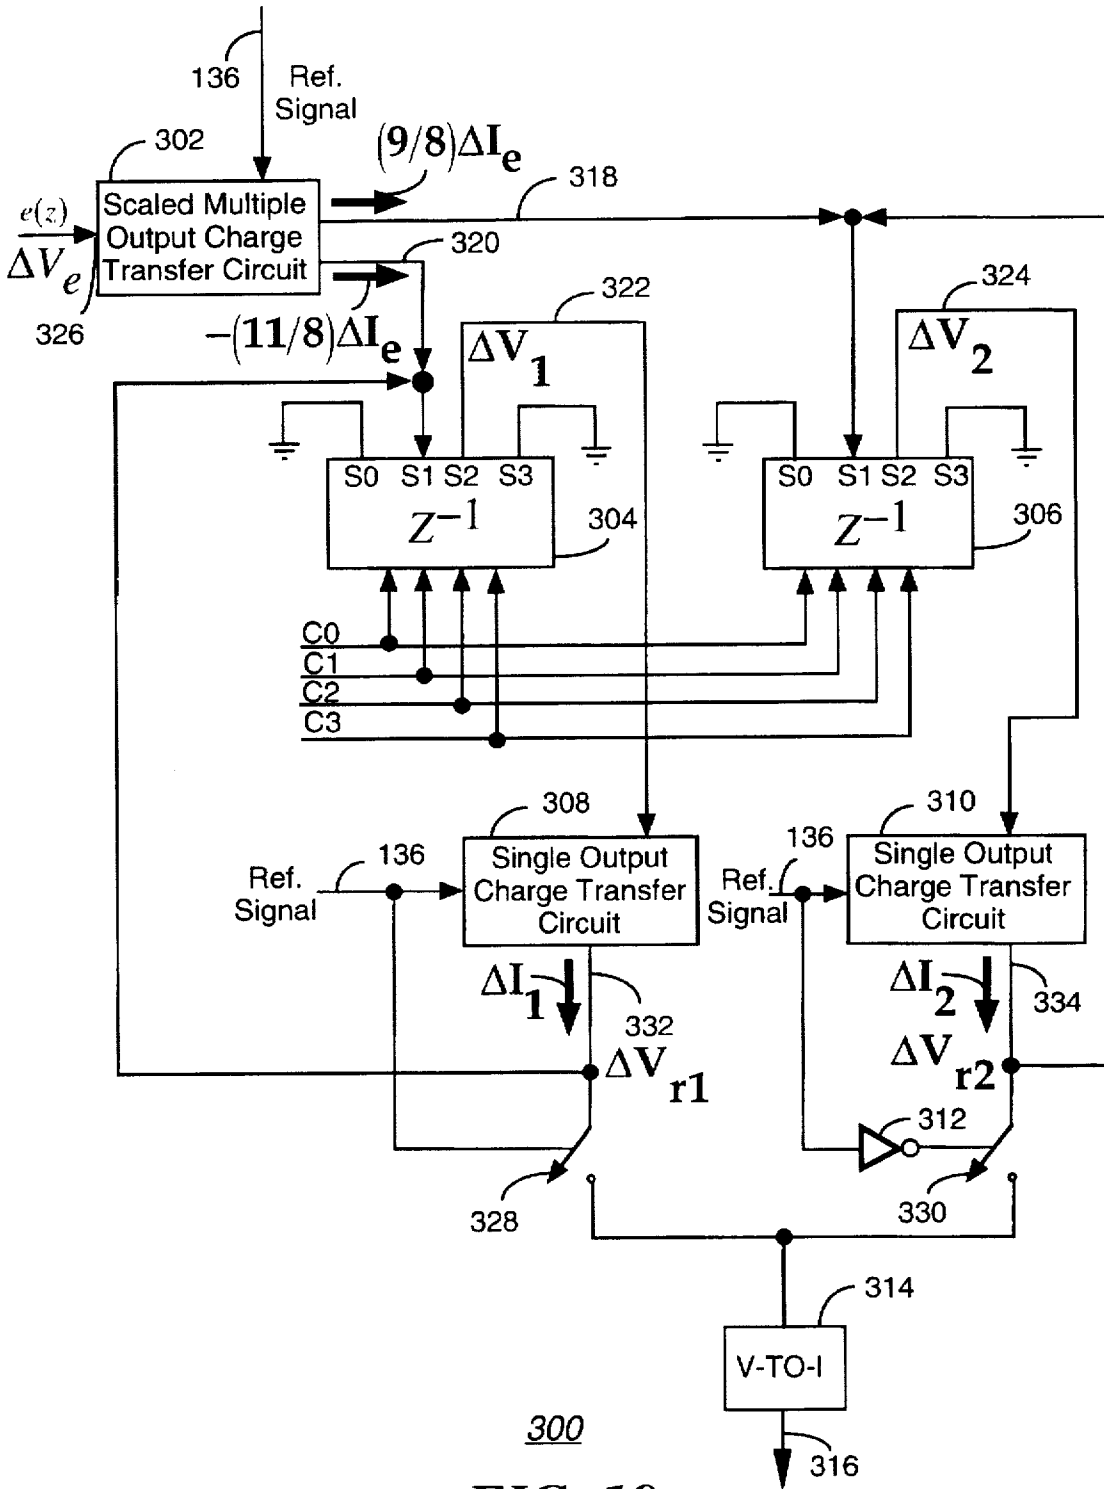 136
Ref.
Signal
302
(9/8)ΔIe
318
Scaled Multiple
Output Charge
Transfer Circuit
e(z)
ΔVe
326
320
-(11/8)ΔIe
322
ΔV1
324
ΔV2
S0 S1 S2 S3
Z-1
304
S0 S1 S2 S3
Z-1
306
C0
C1
C2
C3
308
Single Output
Charge Transfer
Circuit
136
Ref.
Signal
310
Single Output
Charge Transfer
Circuit
136
Ref.
Signal
ΔI1
332
ΔVr1
ΔI2
334
ΔVr2
312
328
330
314
V-TO-I
300
316